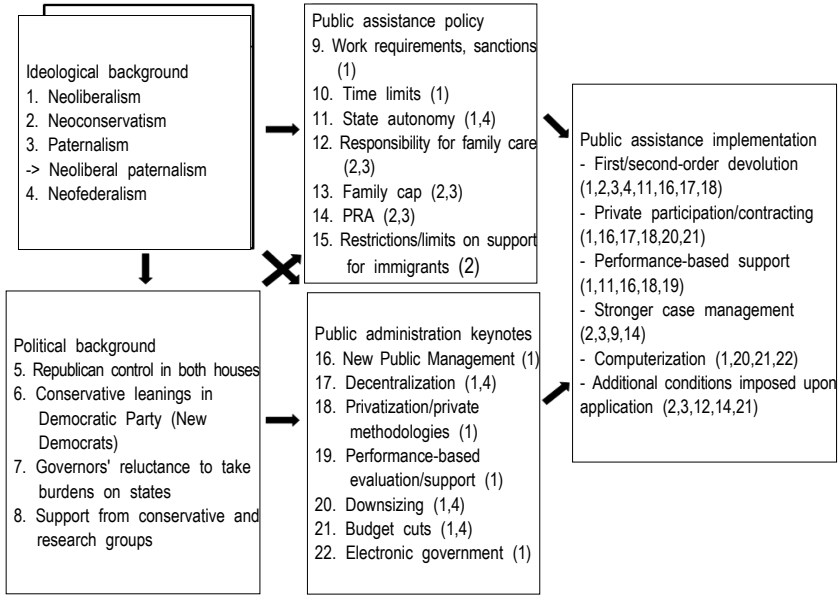 Ideological background
1. Neoliberalism
2. Neoconservatism
3. Paternalism
-> Neoliberal paternalism
4. Neofederalism
Political background
5. Republican control in both houses
6. Conservative leanings in
Democratic Party (New
Democrats)
7. Governors' reluctance to take
burdens on states
8. Support from conservative and
research groups
Public assistance policy
9. Work requirements, sanctions
(1)
10. Time limits (1)
11. State autonomy (1,4)
12. Responsibility for family care
(2,3)
13. Family cap (2,3)
14. PRA (2,3)
15. Restrictions/limits on support
for immigrants (2)
Public administration keynotes
16. New Public Management (1)
17. Decentralization (1,4)
18. Privatization/private
methodologies (1)
19. Performance-based
evaluation/support (1)
20. Downsizing (1,4)
21. Budget cuts (1,4)
22. Electronic government (1)
Public assistance implementation
- First/second-order devolution
(1,2,3,4,11,16,17,18)
- Private participation/contracting
(1,16,17,18,20,21)
- Performance-based support
(1,11,16,18,19)
- Stronger case management
(2,3,9,14)
- Computerization (1,20,21,22)
- Additional conditions imposed upon
application (2,3,12,14,21)